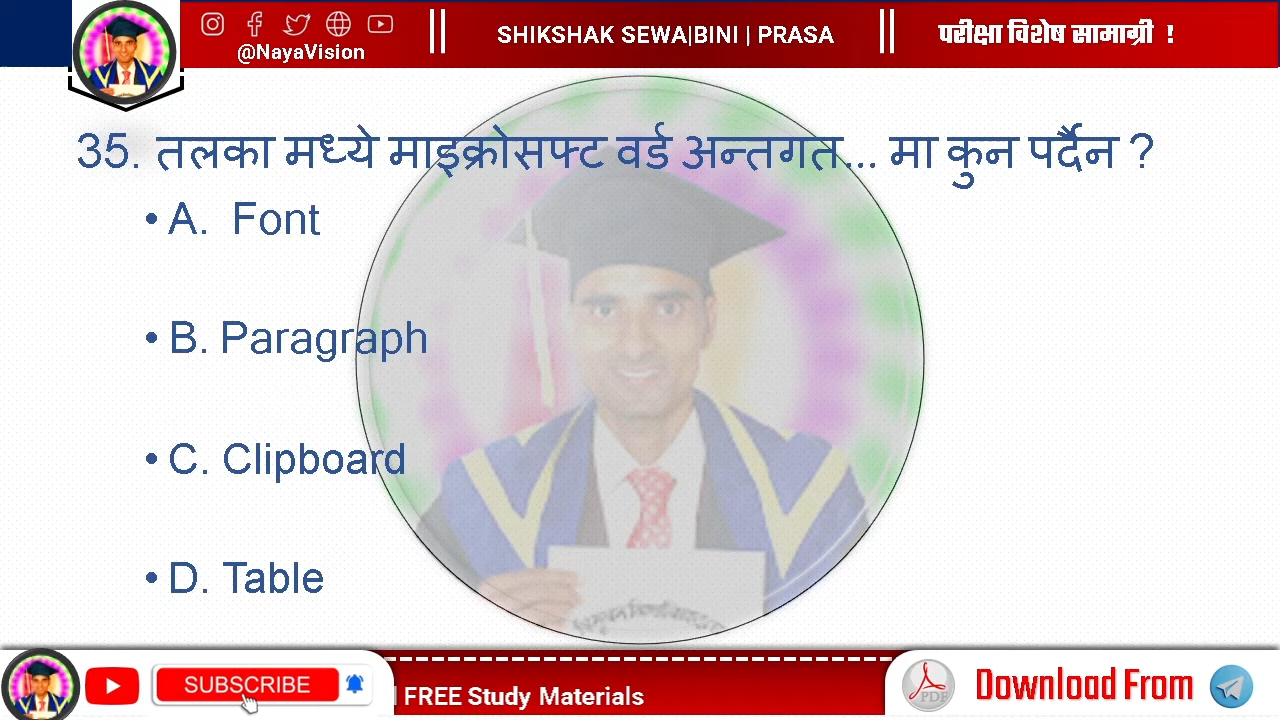 @NayaVision
SHIKSHAK SEWA|BINI | PRASA
परीक्षा विशेष सामाग्री !
35. तलका मध्ये माइक्रोसफ्ट वर्ड अन्तगत... मा कुन पर्दैन ?
• A. Font
• B. Paragraph
• C. Clipboard
• D. Table
SUBSCRIBE
FREE Study Materials
PDF
Download From